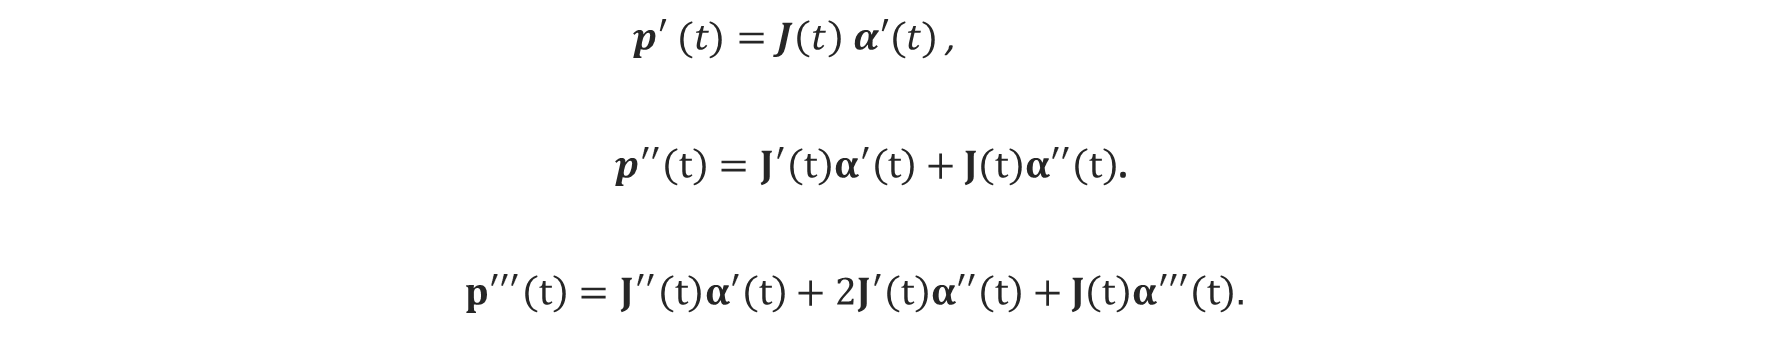 𝒑′ (𝑡) = 𝑱(𝑡) 𝜶′(𝑡) ,
𝒑′′(t) = 𝐉′(t)𝛂′(t) + 𝐉(t)𝛂′′(t).
𝐩′′′(t) = 𝐉′′(t)𝛂′(t) + 2𝐉′(t)𝛂′′(t) + 𝐉(t)𝛂′′′(t).